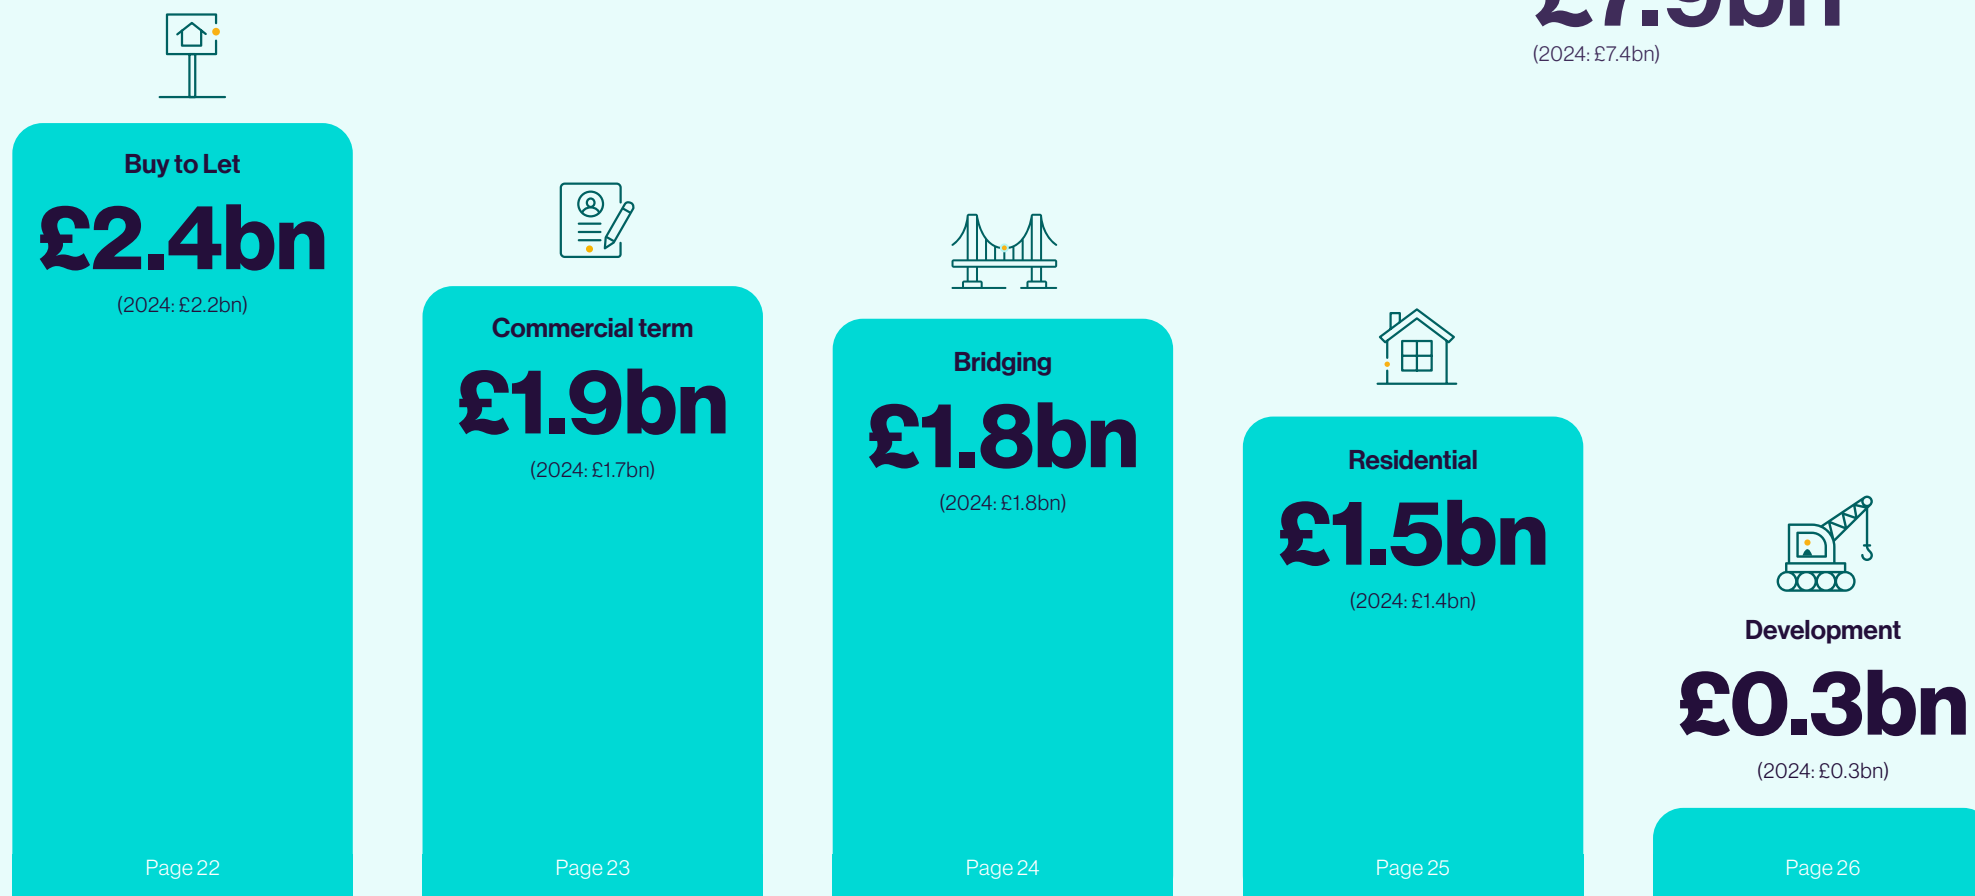 £7.9bn
(2024: £7.4bn)
Buy to Let
£2.4bn
(2024: £2.2bn)
Page 22
Commercial term
£1.9bn
(2024: £1.7bn)
Page 23
Bridging
£1.8bn
(2024: £1.8bn)
Page 24
Residential
£1.5bn
(2024: £1.4bn)
Page 25
Development
£0.3bn
(2024: £0.3bn)
Page 26